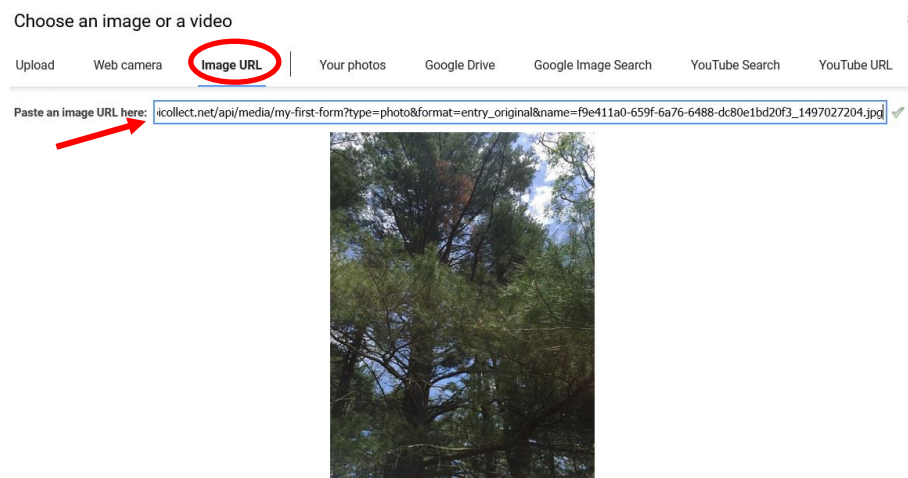 Choose an image or a video
Upload Web camera Image URL Your photos Google Drive Google Image Search YouTube Search YouTube URL
Paste an image URL here: icollect.net/api/media/my-first-form?type=photo&format=entry_original&name=f9e411a0-659f-6a76-6488-dc80e1bd20f3_1497027204.jpg